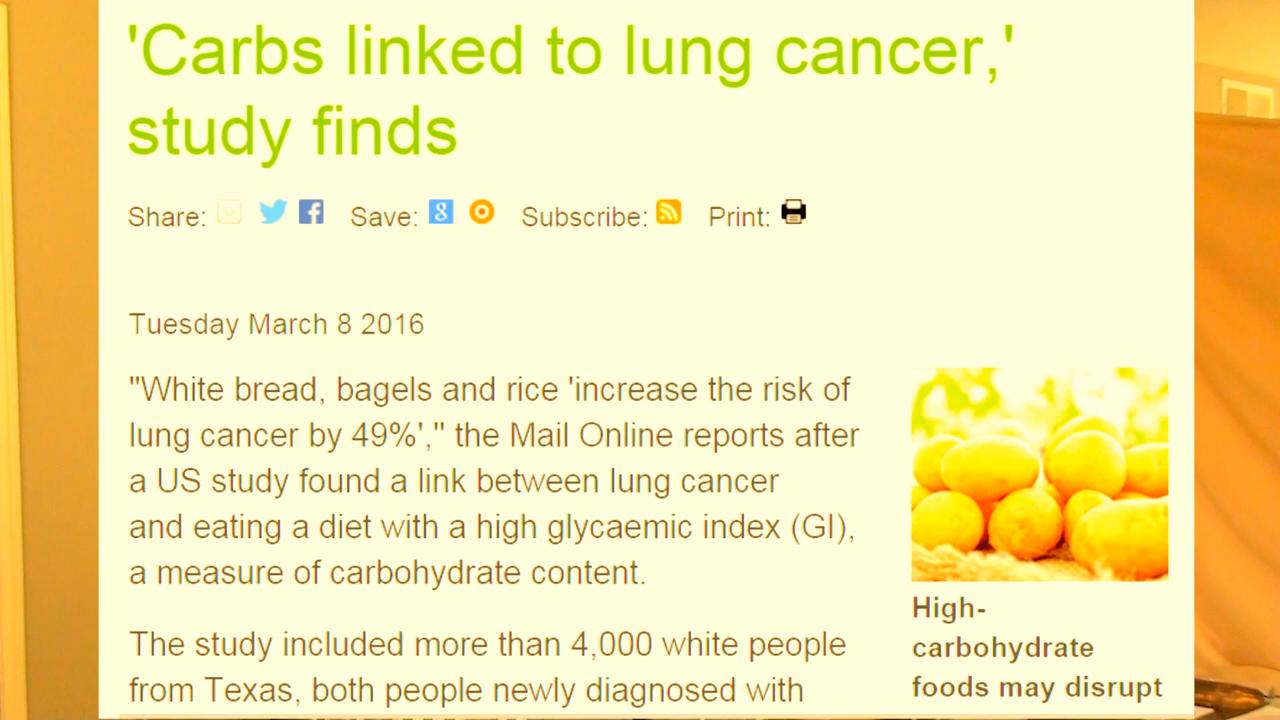 'Carbs linked to lung cancer,'
study finds
Share: Save: Subscribe: Print:
Tuesday March 8 2016
"White bread, bagels and rice 'increase the risk of
lung cancer by 49%'," the Mail Online reports after
a US study found a link between lung cancer
and eating a diet with a high glycaemic index (GI),
a measure of carbohydrate content.
The study included more than 4,000 white people
from Texas, both people newly diagnosed with
High-
carbohydrate
foods may disrupt